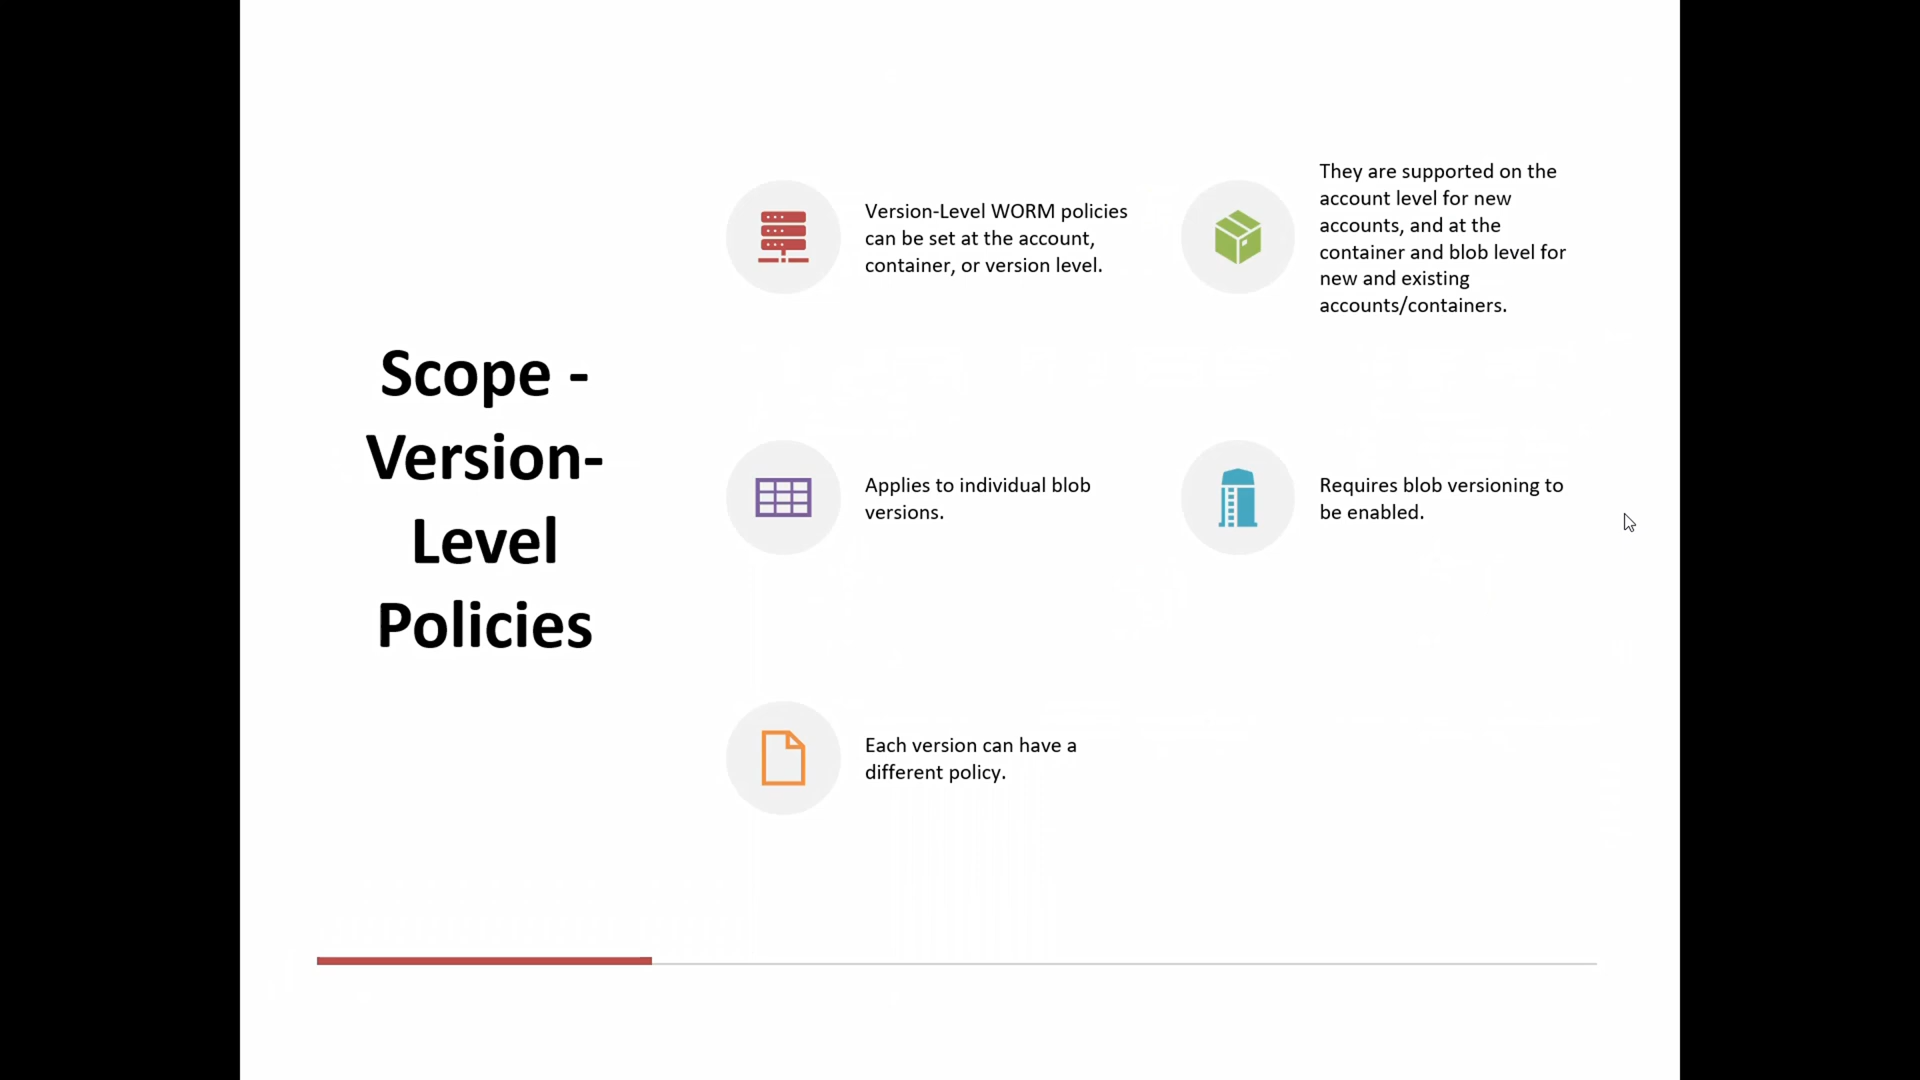 Scope -
Version-
Level
Policies
Version-Level WORM policies
can be set at the account,
container, or version level.
They are supported on the
account level for new
accounts, and at the
container and blob level for
new and existing
accounts/containers.
Applies to individual blob
versions.
Requires blob versioning to
be enabled.
Each version can have a
different policy.